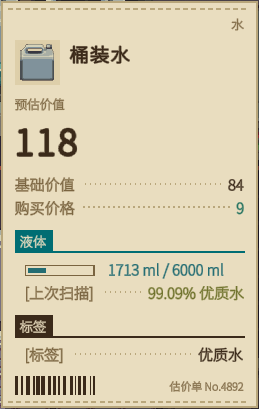 水
桶装水
预估价值
118
基础价值 84
购买价格 9
液体
1713 ml / 6000 ml
[上次扫描] 99.09% 优质水
标签
[标签] 优质水
估价单 No.4892